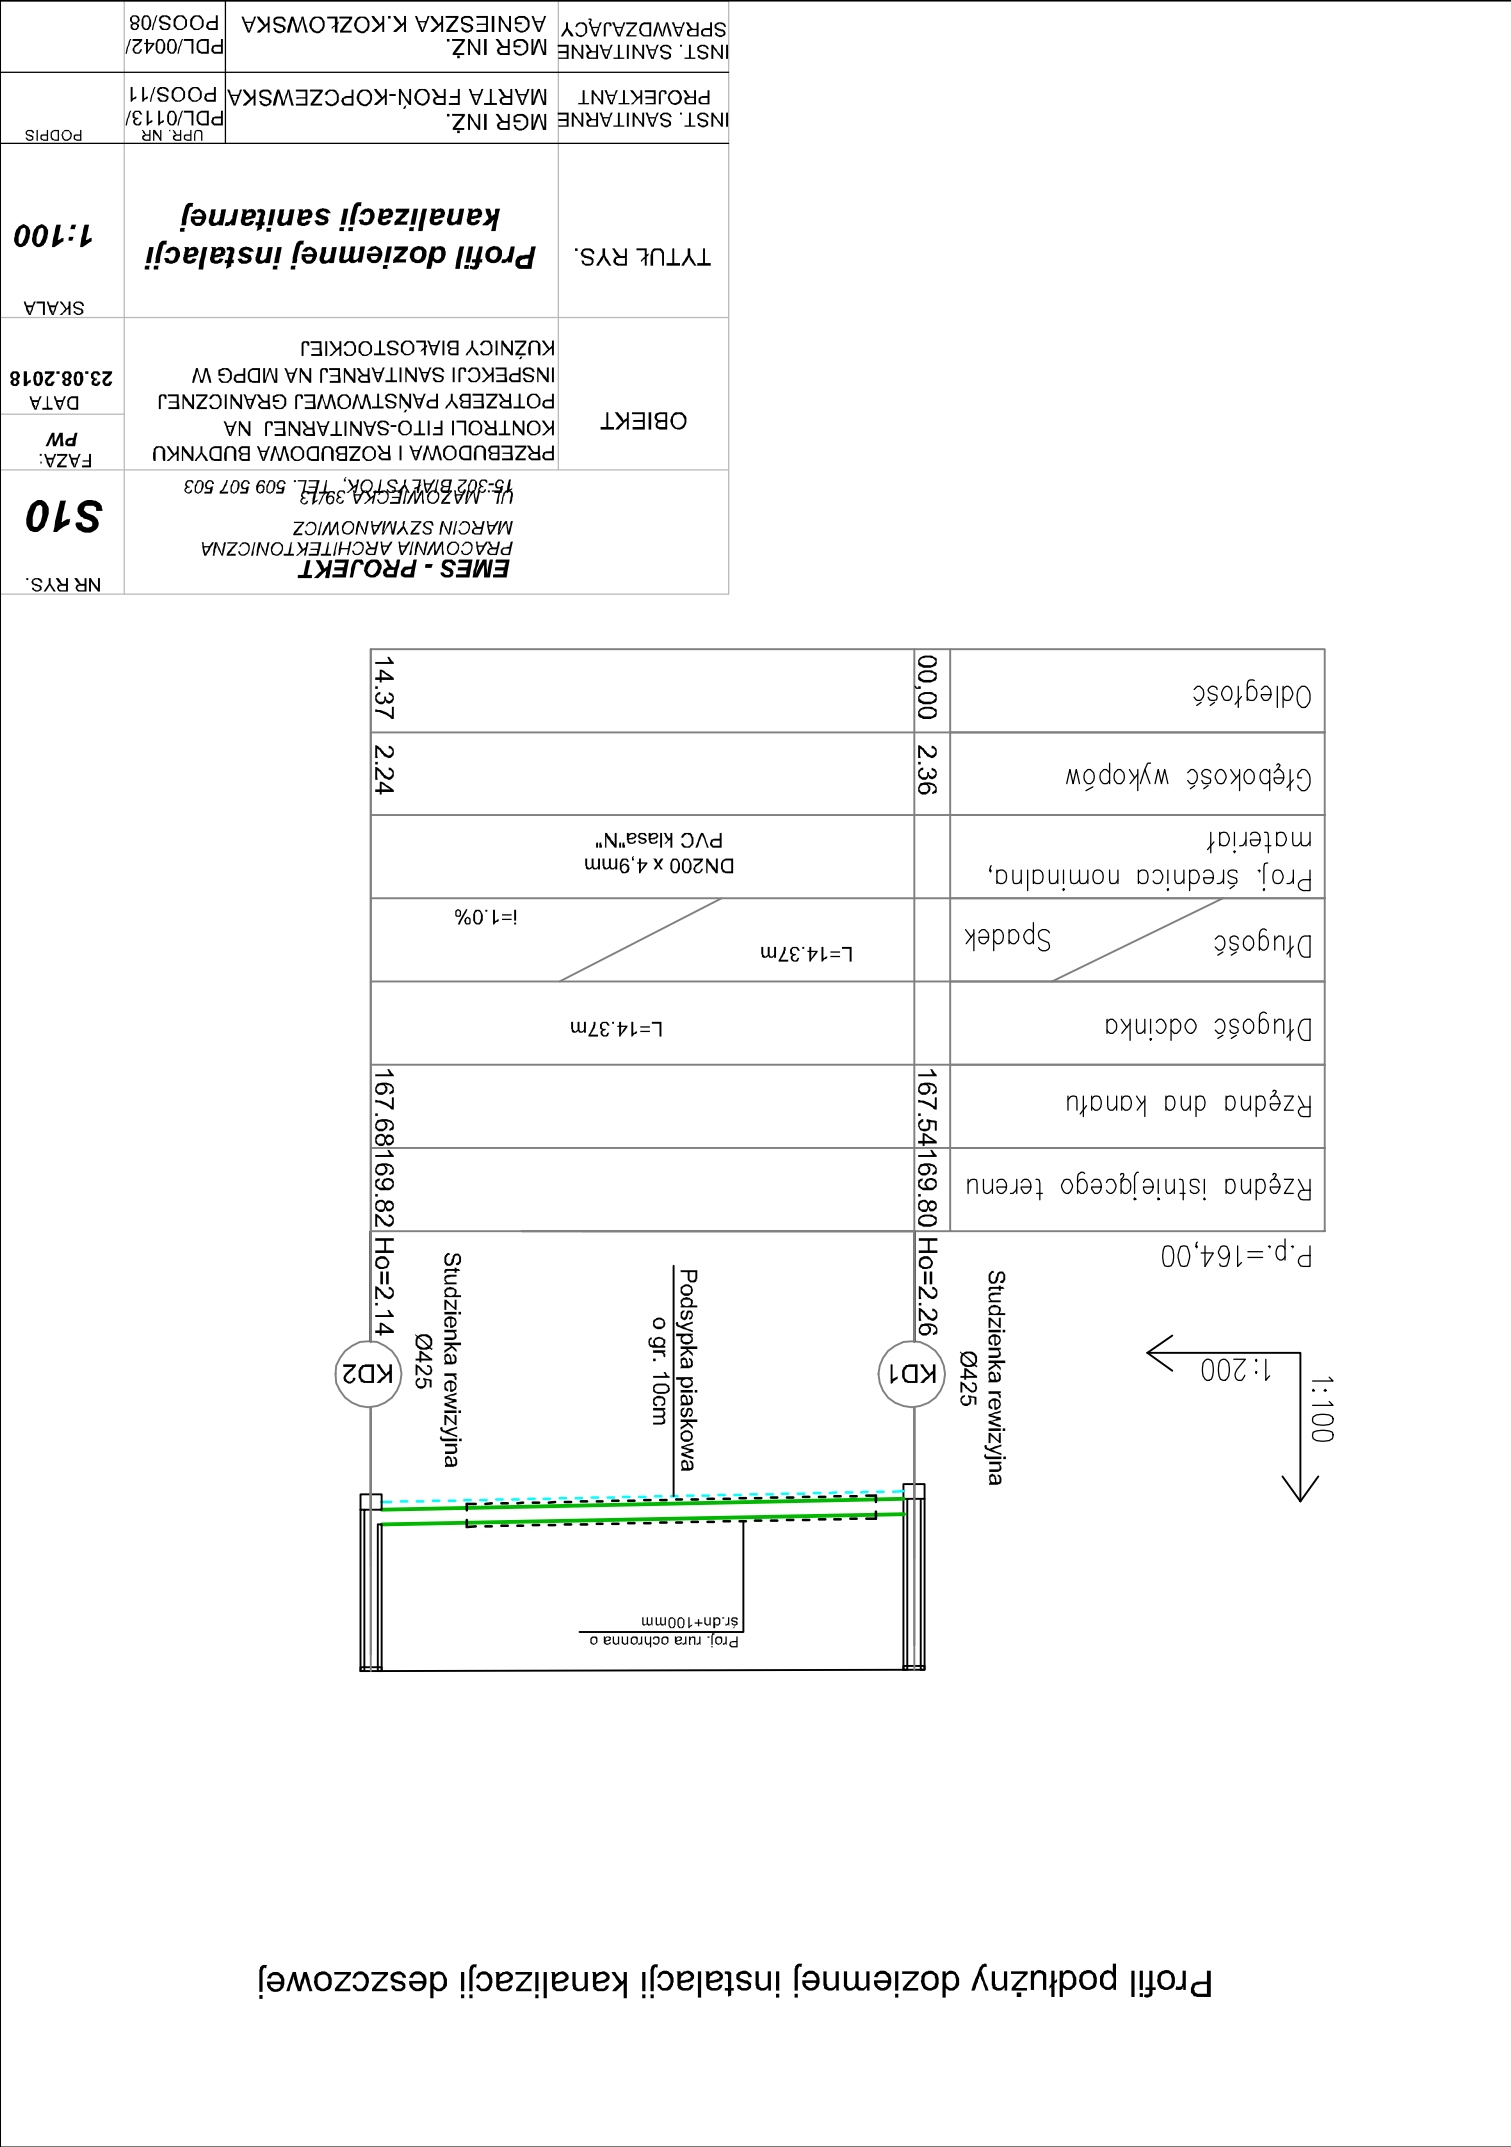 Profil podłużny doziemnej instalacji kanalizacji deszczowej
Proj. rura ochronna o
śr.dn+100mm
1:100
1:200
Studzienka rewizyjna
Ø425
KD1
Ho=2.26
Podsypka piaskowa
o gr. 10cm
Studzienka rewizyjna
Ø425
KD2
Ho=2.14
P.p.=164,00
Rzędna istniejącego terenu
169.80
169.82
Rzędna dna kanału
167.54
167.68
Długość odcinka
L=14.37m
Długość
Spadek
L=14.37m
i=1.0%
Proj. średnica nominalna,
materiał
DN200 x 4,9mm
PVC klasa"N"
Głębokość wykopów
2.36
2.24
Odległość
00,00
14.37
EMES - PROJEKT
PRACOWNIA ARCHITEKTONICZNA
MARCIN SZYMANOWICZ
UL. MAZOWIECKA 39/13
15-302 BIAŁYSTOK, TEL. 509 507 503
NR RYS.
S10
OBIEKT
PRZEBUDOWA I ROZBUDOWA BUDYNKU
KONTROLI FITO-SANITARNEJ NA
POTRZEBY PAŃSTWOWEJ GRANICZNEJ
INSPEKCJI SANITARNEJ NA MDPG W
KUŹNICY BIAŁOSTOCKIEJ
FAZA:
PW
DATA
23.08.2018
TYTUŁ RYS.
Profil doziemnej instalacji
kanalizacji sanitarnej
SKALA
1:100
INST. SANITARNE
PROJEKTANT
MGR INŻ.
MARTA FROŃ-KOPCZEWSKA
UPR. NR
PDL/0113/
POOS/11
PODPIS
INST. SANITARNE
SPRAWDZAJĄCY
MGR INŻ.
AGNIESZKA K.KOZŁOWSKA
PDL/0042/
POOS/08